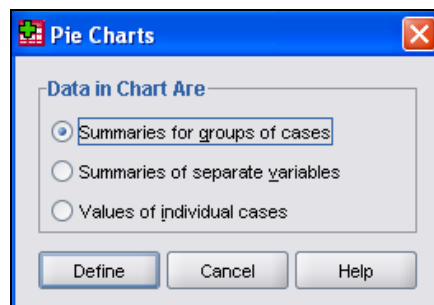 Pie Charts
Data in Chart Are
Summaries for groups of cases
Summaries of separate variables
Values of individual cases
Define Cancel Help